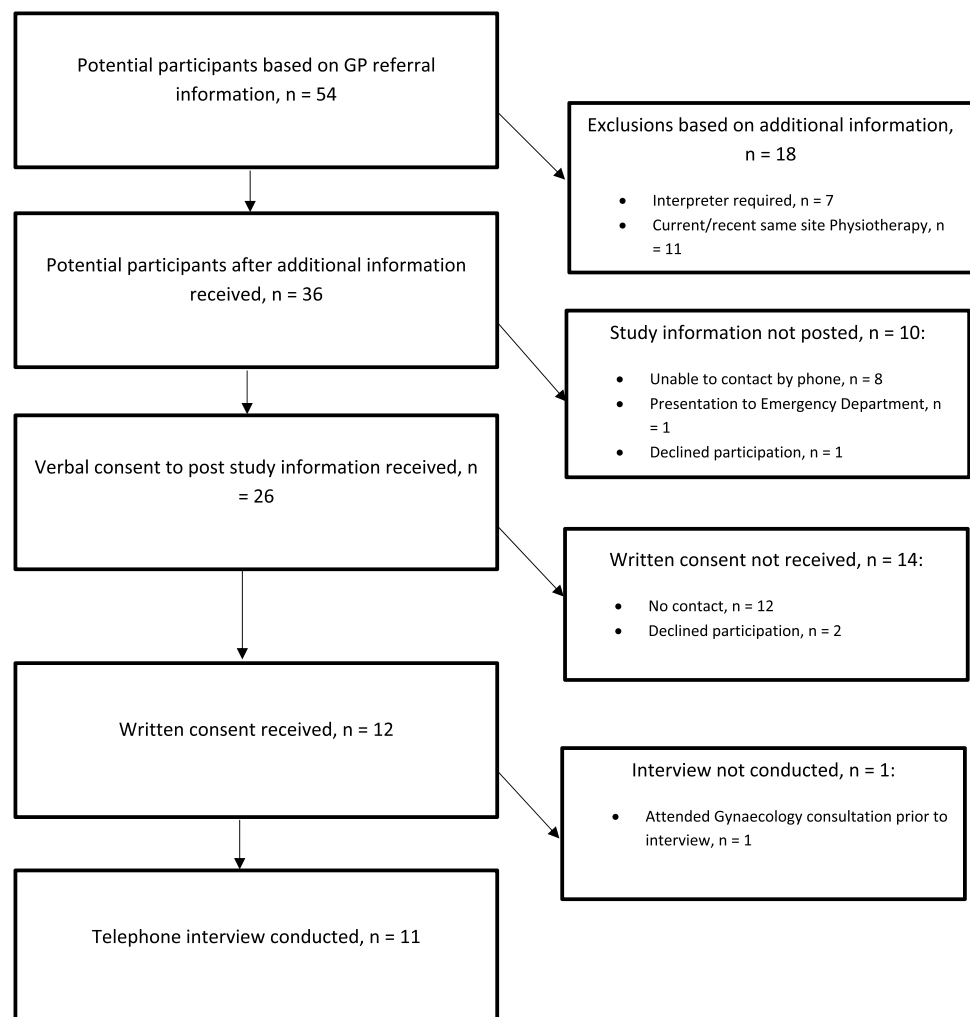 Potential participants based on GP referral
information, n = 54
Exclusions based on additional information,
n = 18
• Interpreter required, n = 7
• Current/recent same site Physiotherapy, n
= 11
Potential participants after additional information
received, n = 36
Study information not posted, n = 10:
• Unable to contact by phone, n = 8
• Presentation to Emergency Department, n
= 1
• Declined participation, n = 1
Verbal consent to post study information received, n
= 26
Written consent not received, n = 14:
• No contact, n = 12
• Declined participation, n = 2
Written consent received, n = 12
Interview not conducted, n = 1:
• Attended Gynaecology consultation prior to
interview, n = 1
Telephone interview conducted, n = 11